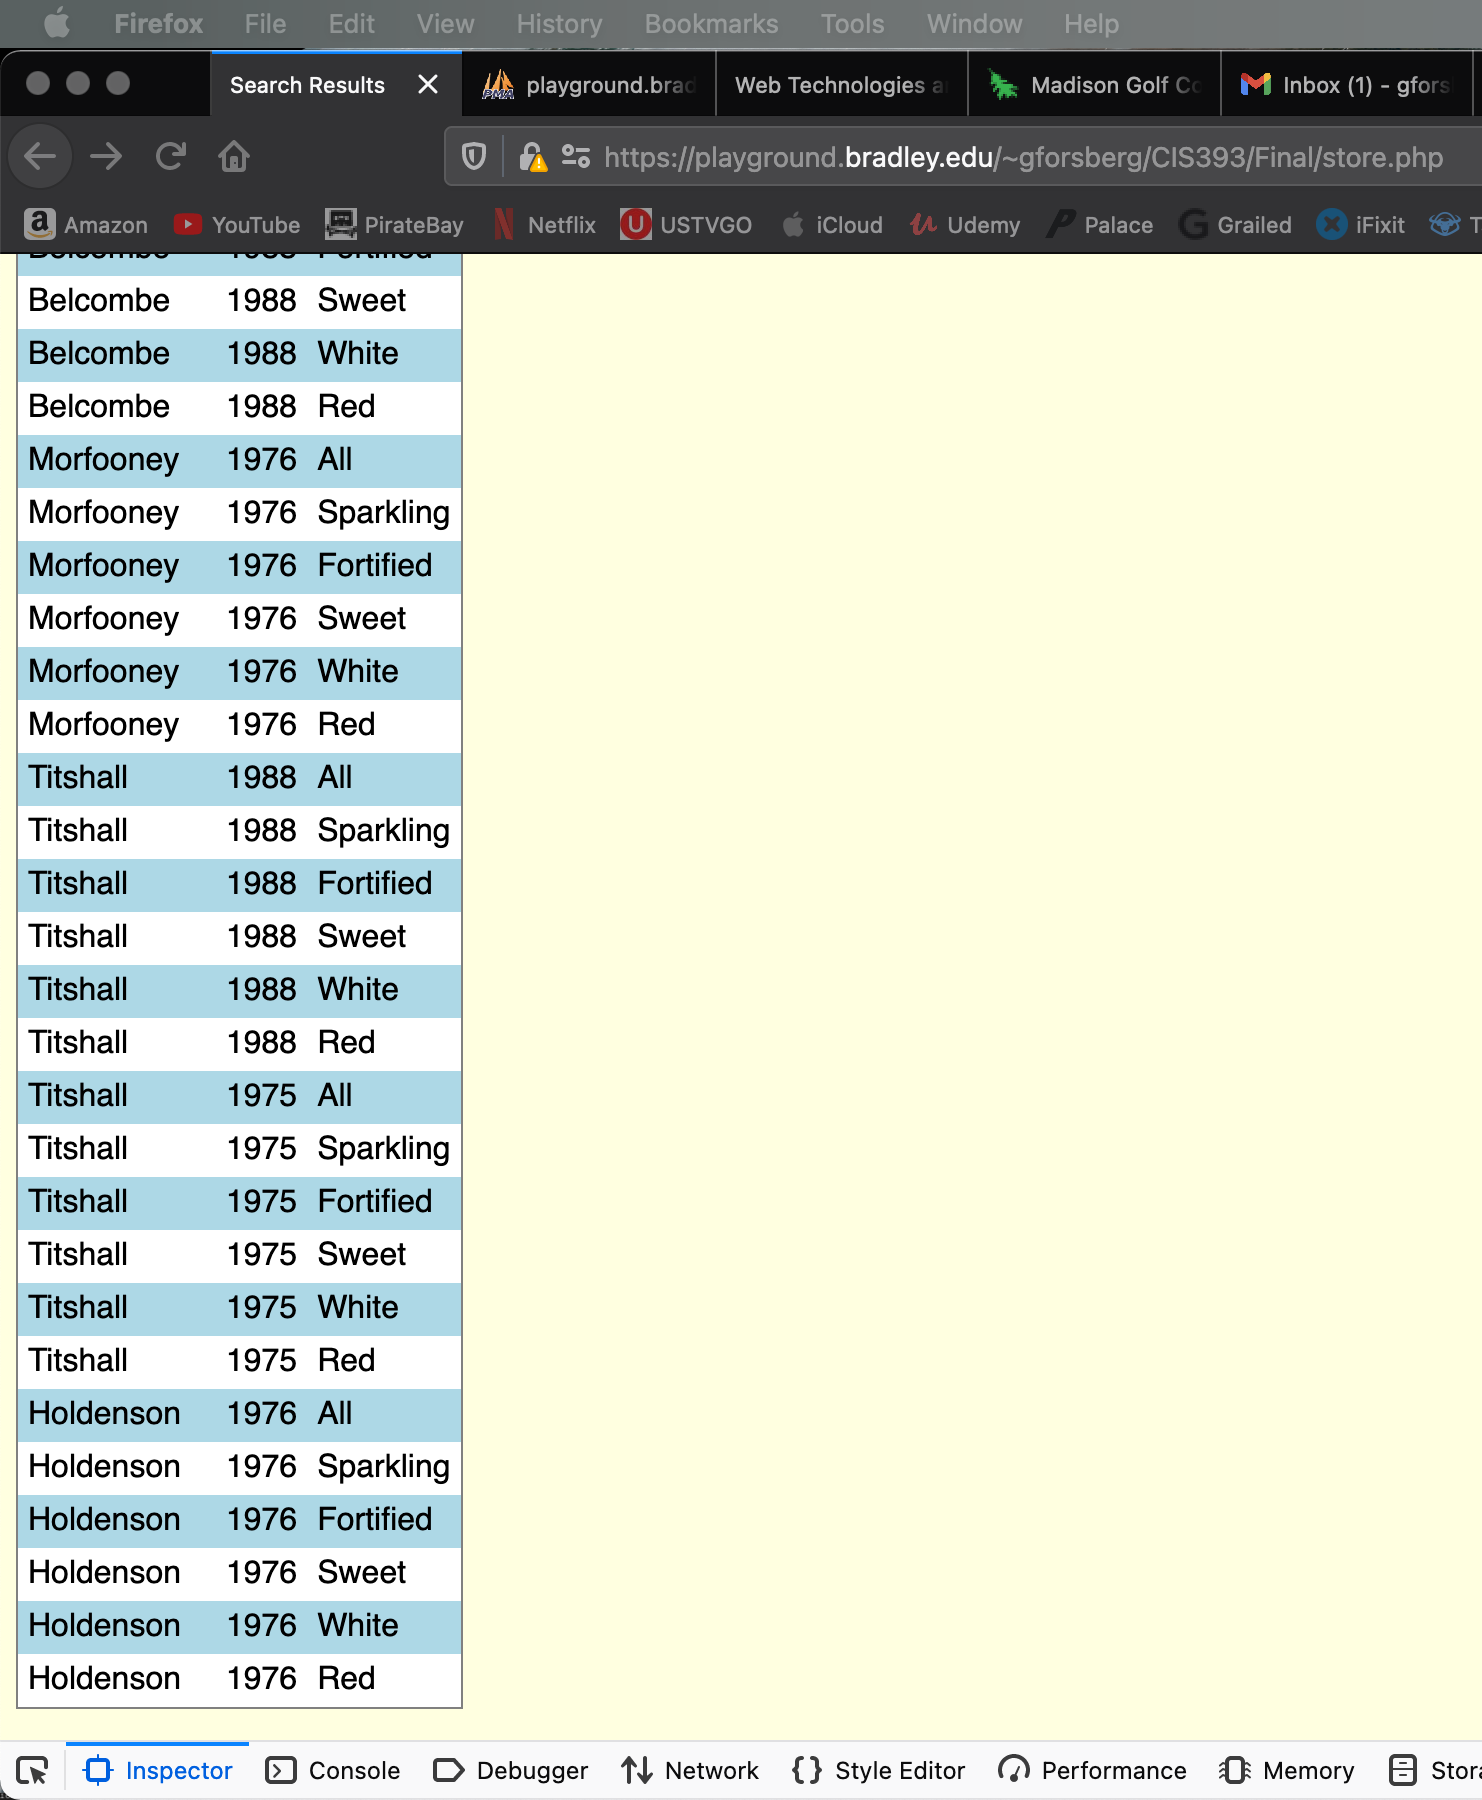 Firefox File Edit View History Bookmarks Tools Window Help
Search Results playground.brad Web Technologies a Madison Golf Co Inbox (1) - gfors
https://playground.bradley.edu/~gforsberg/CIS393/Final/store.php
Amazon YouTube PirateBay Netflix USTVGO iCloud Udemy Palace Grailed iFixit T
Belcombe 1988 Fortified
Belcombe 1988 Sweet
Belcombe 1988 White
Belcombe 1988 Red
Morfooney 1976 All
Morfooney 1976 Sparkling
Morfooney 1976 Fortified
Morfooney 1976 Sweet
Morfooney 1976 White
Morfooney 1976 Red
Titshall 1988 All
Titshall 1988 Sparkling
Titshall 1988 Fortified
Titshall 1988 Sweet
Titshall 1988 White
Titshall 1988 Red
Titshall 1975 All
Titshall 1975 Sparkling
Titshall 1975 Fortified
Titshall 1975 Sweet
Titshall 1975 White
Titshall 1975 Red
Holdenson 1976 All
Holdenson 1976 Sparkling
Holdenson 1976 Fortified
Holdenson 1976 Sweet
Holdenson 1976 White
Holdenson 1976 Red
Inspector Console Debugger Network Style Editor Performance Memory Stor